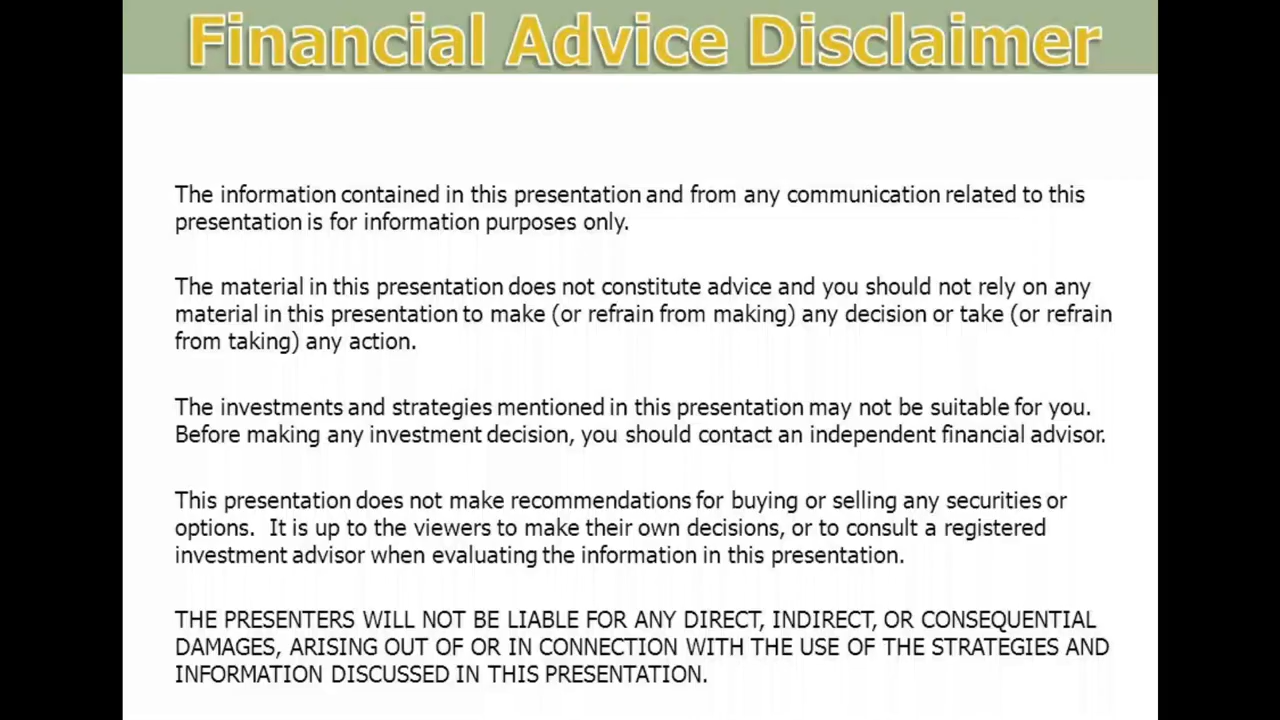 Financial Advice Disclaimer
The information contained in this presentation and from any communication related to this
presentation is for information purposes only.
The material in this presentation does not constitute advice and you should not rely on any
material in this presentation to make (or refrain from making) any decision or take (or refrain
from taking) any action.
The investments and strategies mentioned in this presentation may not be suitable for you.
Before making any investment decision, you should contact an independent financial advisor.
This presentation does not make recommendations for buying or selling any securities or
options.  It is up to the viewers to make their own decisions, or to consult a registered
investment advisor when evaluating the information in this presentation.
THE PRESENTERS WILL NOT BE LIABLE FOR ANY DIRECT, INDIRECT, OR CONSEQUENTIAL
DAMAGES, ARISING OUT OF OR IN CONNECTION WITH THE USE OF THE STRATEGIES AND
INFORMATION DISCUSSED IN THIS PRESENTATION.